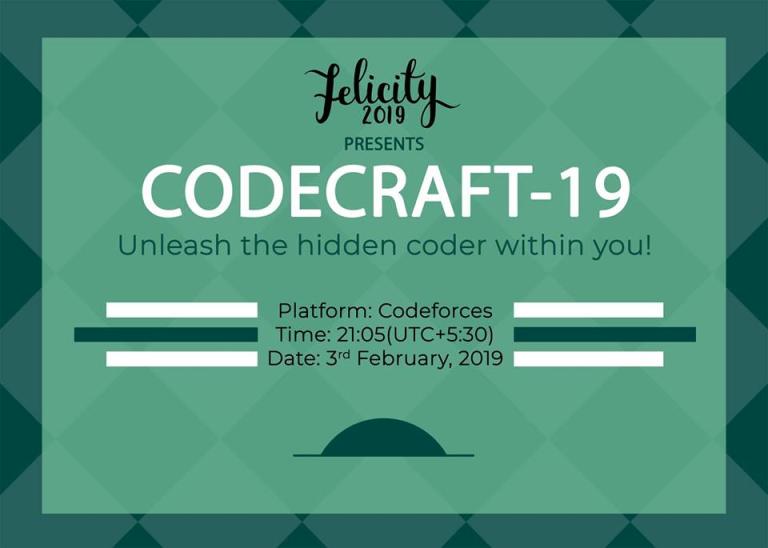 Felicity
2019
PRESENTS
CODECRAFT-19
Unleash the hidden coder within you!
Platform: Codeforces
Time: 21:05(UTC+5:30)
Date: 3rd February, 2019